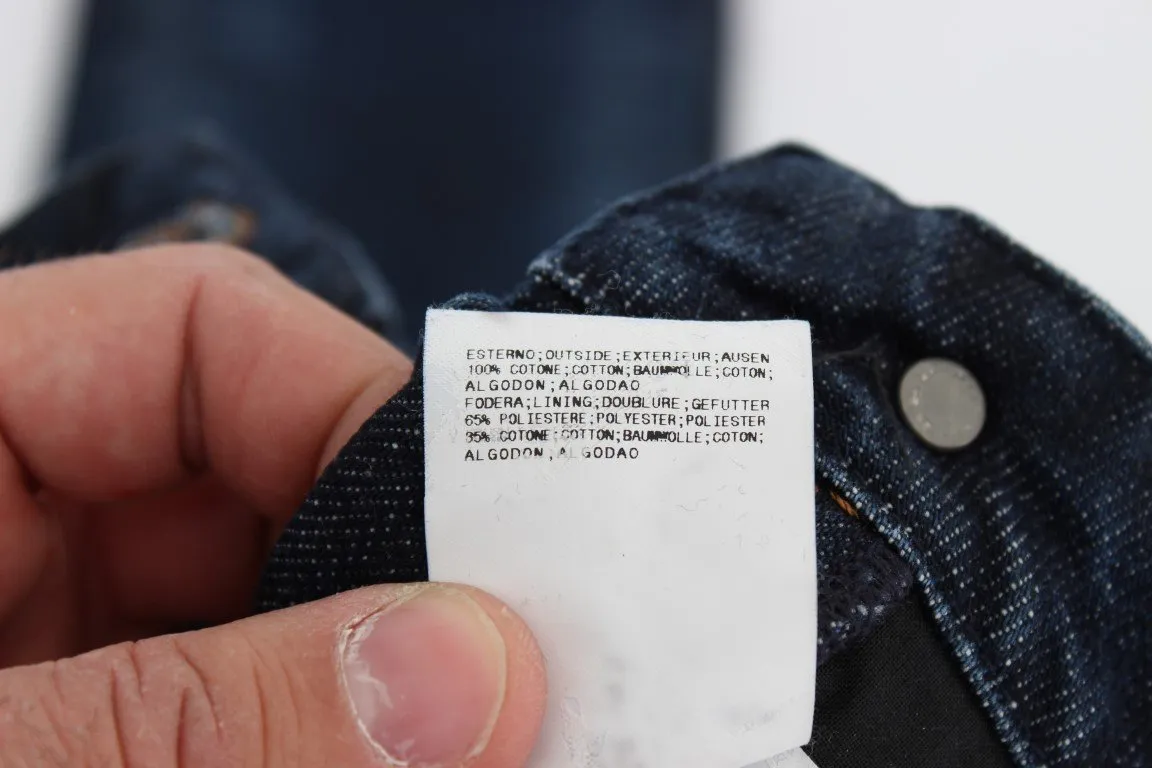 ESTERNO;OUTSIDE;EXTERIEUR;AUSEN
100% COTONE;COTTON;BAUMWOLLE;COTON;
ALGODON;ALGODAO
FODERA;LINING;DOUBLURE;GEFUTTER
65% POLIESTERE;POLYESTER;POLIESTER
35% COTONE;COTTON;BAUMWOLLE;COTON;
ALGODON,ALGODAO